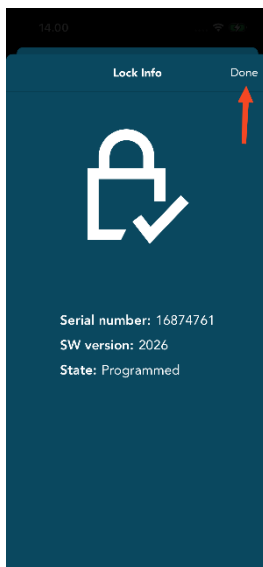 14.00
Lock Info
Done
Serial number: 16874761
SW version: 2026
State: Programmed